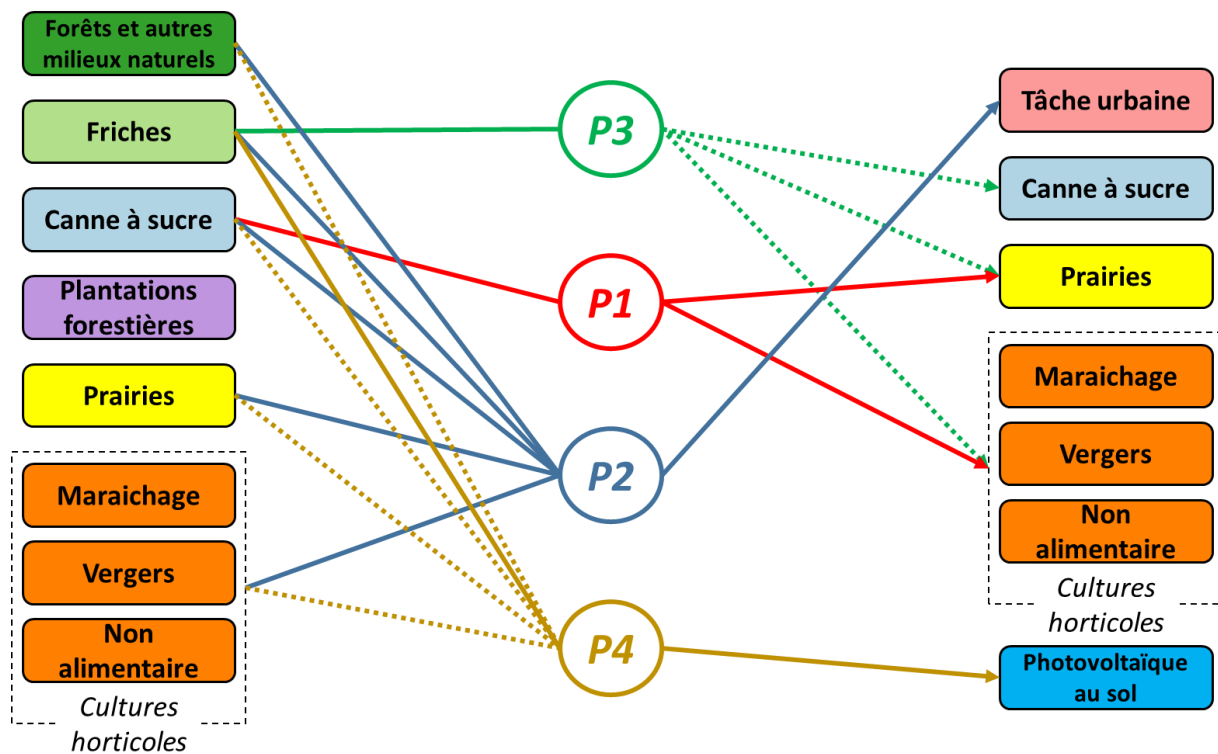 Forêts et autres
milieux naturels
Friches
Canne à sucre
Plantations
forestières
Prairies
Maraichage
Vergers
Non
alimentaire
Cultures
horticoles
P3
P1
P2
P4
Tâche urbaine
Canne à sucre
Prairies
Maraichage
Vergers
Non
alimentaire
Cultures
horticoles
Photovoltaïque
au sol